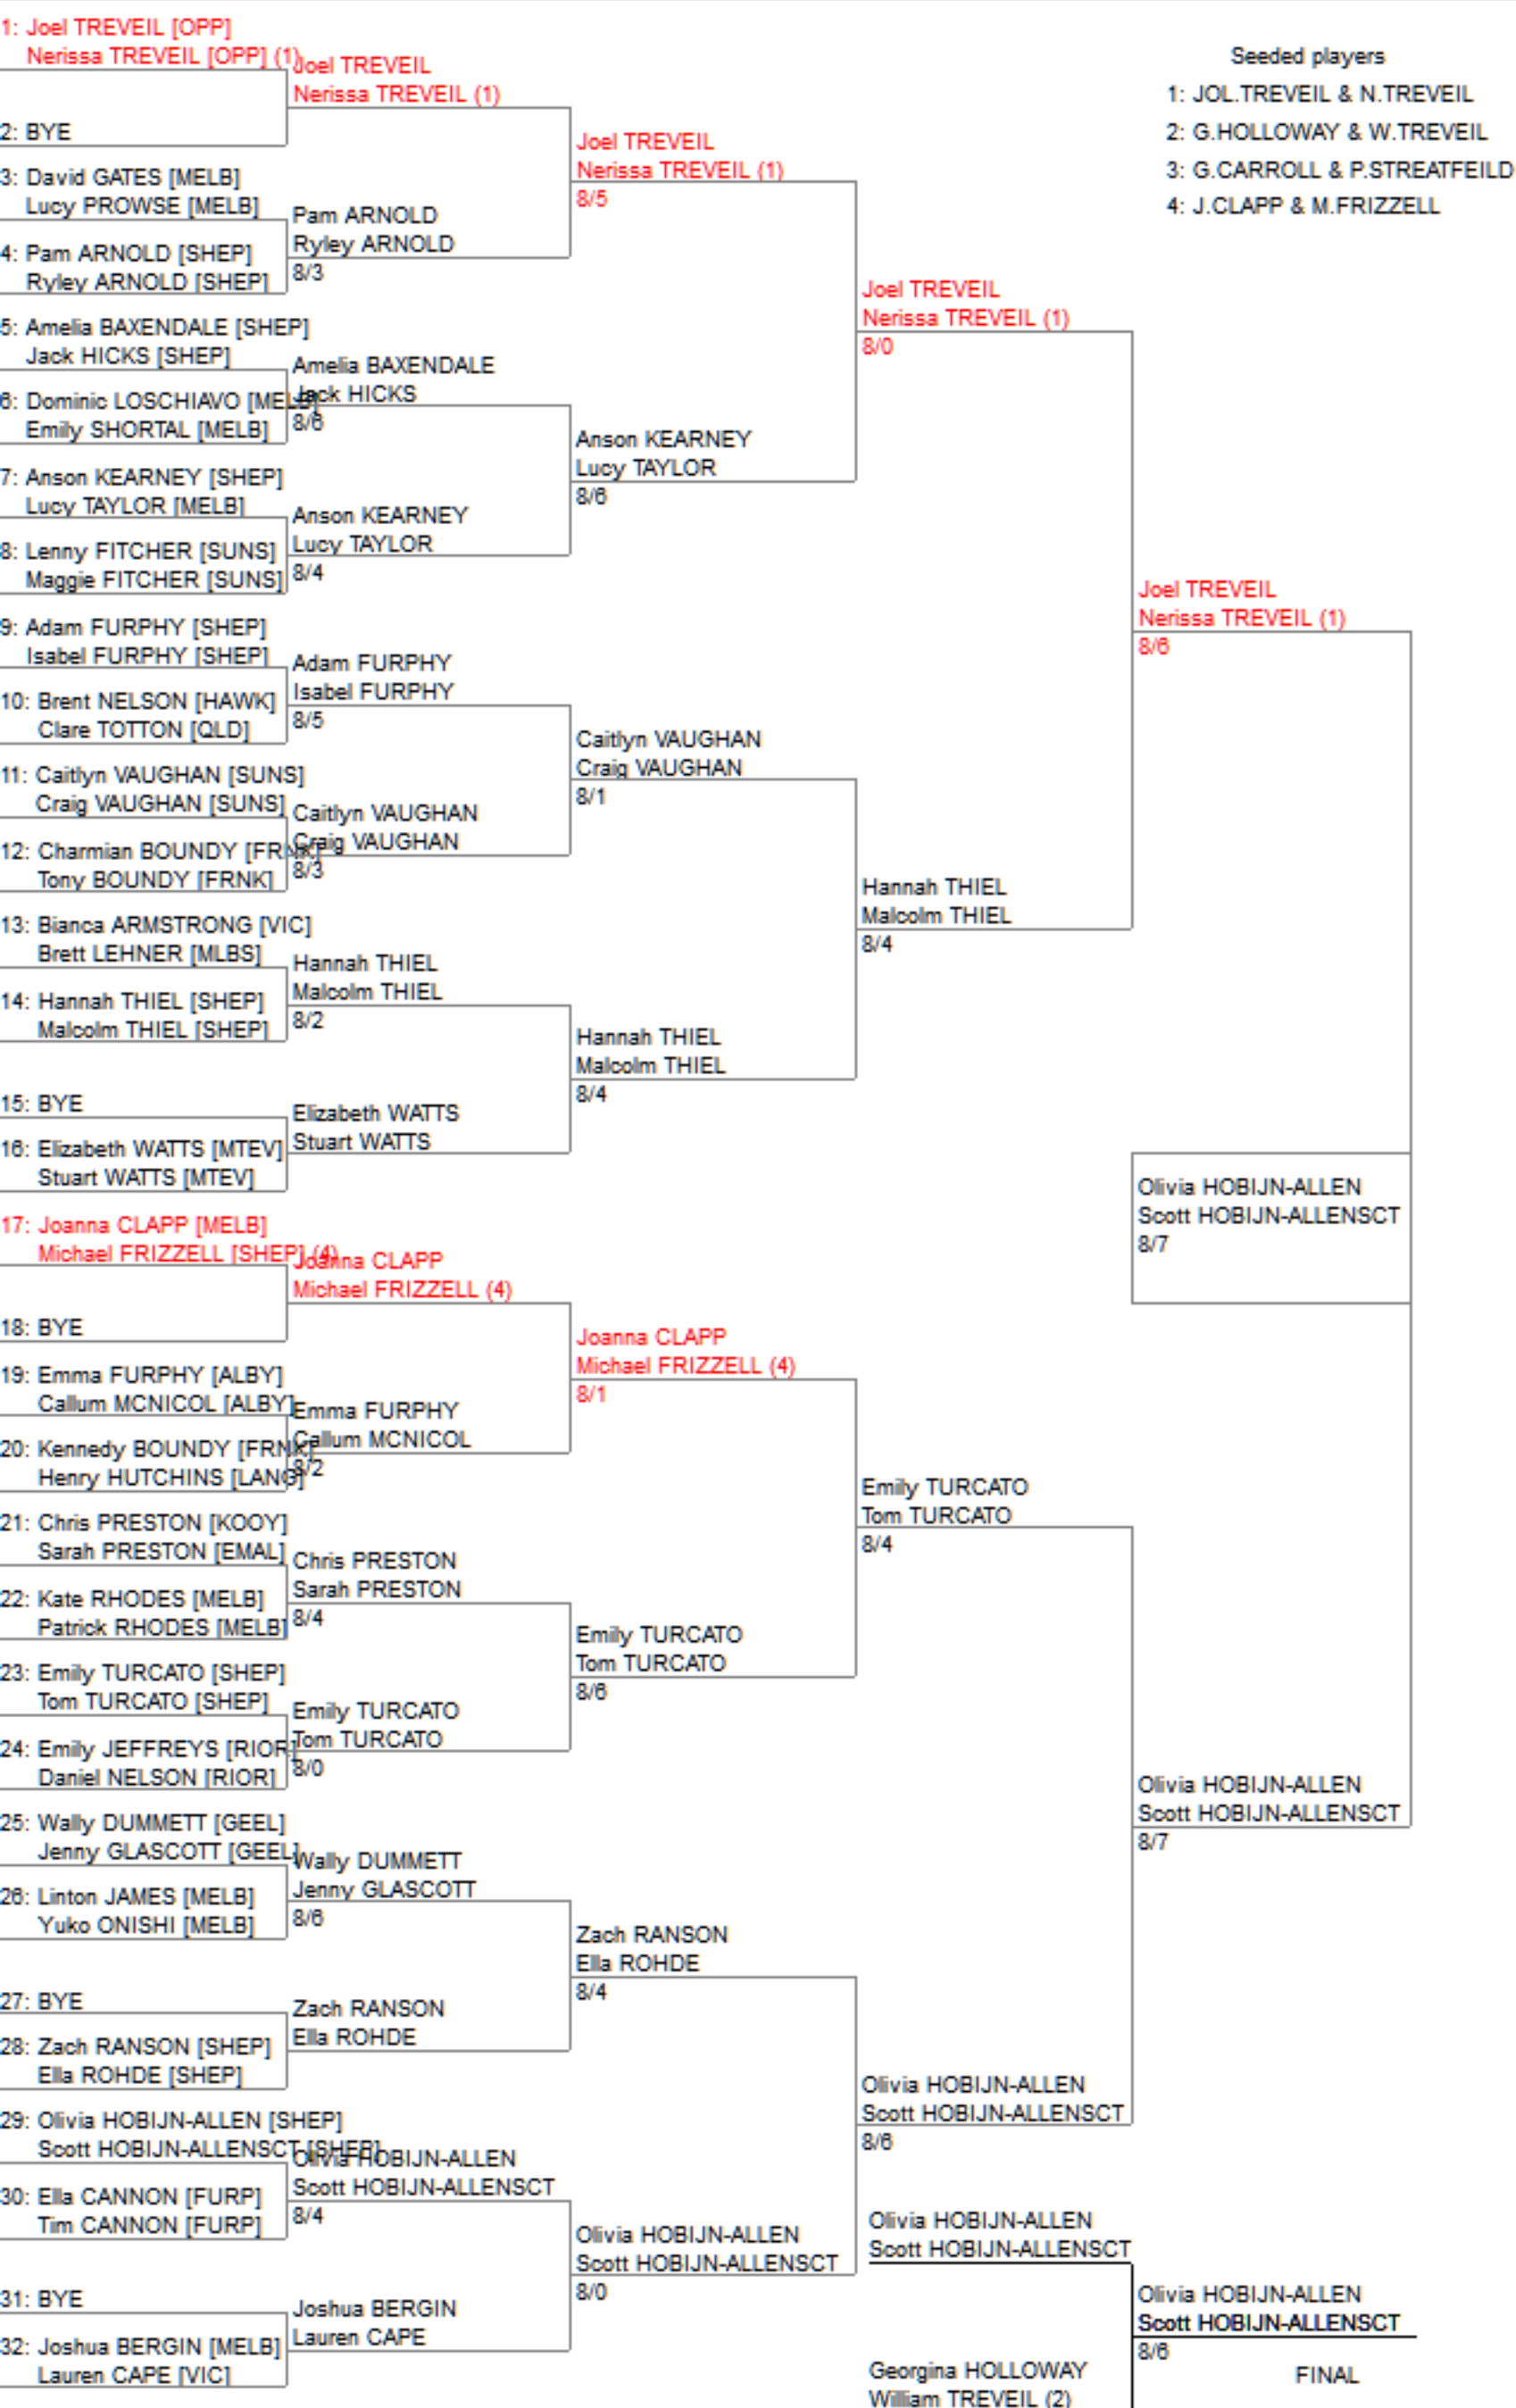 1: Joel TREVEIL [OPP]
Nerissa TREVEIL [OPP] (1)
2: BYE
3: David GATES [MELB]
Lucy PROWSE [MELB]
4: Pam ARNOLD [SHEP]
Ryley ARNOLD [SHEP]
5: Amelia BAXENDALE [SHEP]
Jack HICKS [SHEP]
6: Dominic LOSCHIAVO [MELB]
Emily SHORTAL [MELB]
7: Anson KEARNEY [SHEP]
Lucy TAYLOR [MELB]
8: Lenny FITCHER [SUNS]
Maggie FITCHER [SUNS]
9: Adam FURPHY [SHEP]
Isabel FURPHY [SHEP]
10: Brent NELSON [HAWK]
Clare TOTTON [QLD]
11: Caitlyn VAUGHAN [SUNS]
Craig VAUGHAN [SUNS]
12: Charmian BOUNDY [FRNK]
Tony BOUNDY [FRNK]
13: Bianca ARMSTRONG [VIC]
Brett LEHNER [MLBS]
14: Hannah THIEL [SHEP]
Malcolm THIEL [SHEP]
15: BYE
16: Elizabeth WATTS [MTEV]
Stuart WATTS [MTEV]
17: Joanna CLAPP [MELB]
Michael FRIZZELL [SHEP] (4)
18: BYE
19: Emma FURPHY [ALBY]
Callum MCNICOL [ALBY]
20: Kennedy BOUNDY [FRNK]
Henry HUTCHINS [LANG]
21: Chris PRESTON [KOOY]
Sarah PRESTON [EMAL]
22: Kate RHODES [MELB]
Patrick RHODES [MELB]
23: Emily TURCATO [SHEP]
Tom TURCATO [SHEP]
24: Emily JEFFREYS [RIOR]
Daniel NELSON [RIOR]
25: Wally DUMMETT [GEEL]
Jenny GLASCOTT [GEEL]
26: Linton JAMES [MELB]
Yuko ONISHI [MELB]
27: BYE
28: Zach RANSON [SHEP]
Ella ROHDE [SHEP]
29: Olivia HOBIJN-ALLEN [SHEP]
Scott HOBIJN-ALLENSCT [SHEP]
30: Ella CANNON [FURP]
Tim CANNON [FURP]
31: BYE
32: Joshua BERGIN [MELB]
Lauren CAPE [VIC]
Joel TREVEIL
Nerissa TREVEIL (1)
Pam ARNOLD
Ryley ARNOLD
8/3
Amelia BAXENDALE
Jack HICKS
8/6
Anson KEARNEY
Lucy TAYLOR
8/4
Adam FURPHY
Isabel FURPHY
8/5
Caitlyn VAUGHAN
Craig VAUGHAN
8/3
Hannah THIEL
Malcolm THIEL
8/2
Elizabeth WATTS
Stuart WATTS
Joanna CLAPP
Michael FRIZZELL (4)
Emma FURPHY
Callum MCNICOL
8/2
Chris PRESTON
Sarah PRESTON
8/4
Emily TURCATO
Tom TURCATO
8/0
Wally DUMMETT
Jenny GLASCOTT
8/6
Zach RANSON
Ella ROHDE
Olivia HOBIJN-ALLEN
Scott HOBIJN-ALLENSCT
8/4
Joshua BERGIN
Lauren CAPE
Joel TREVEIL
Nerissa TREVEIL (1)
8/5
Anson KEARNEY
Lucy TAYLOR
8/6
Caitlyn VAUGHAN
Craig VAUGHAN
8/1
Hannah THIEL
Malcolm THIEL
8/4
Joanna CLAPP
Michael FRIZZELL (4)
8/1
Emily TURCATO
Tom TURCATO
8/6
Zach RANSON
Ella ROHDE
8/4
Olivia HOBIJN-ALLEN
Scott HOBIJN-ALLENSCT
8/0
Joel TREVEIL
Nerissa TREVEIL (1)
8/0
Hannah THIEL
Malcolm THIEL
8/4
Emily TURCATO
Tom TURCATO
8/4
Olivia HOBIJN-ALLEN
Scott HOBIJN-ALLENSCT
8/6
Olivia HOBIJN-ALLEN
Scott HOBIJN-ALLENSCT
Georgina HOLLOWAY
William TREVEIL (2)
Seeded players
1: JOL.TREVEIL & N.TREVEIL
2: G.HOLLOWAY & W.TREVEIL
3: G.CARROLL & P.STREATFEILD
4: J.CLAPP & M.FRIZZELL
Joel TREVEIL
Nerissa TREVEIL (1)
8/6
Olivia HOBIJN-ALLEN
Scott HOBIJN-ALLENSCT
8/7
Olivia HOBIJN-ALLEN
Scott HOBIJN-ALLENSCT
8/7
Olivia HOBIJN-ALLEN
Scott HOBIJN-ALLENSCT
8/6
FINAL